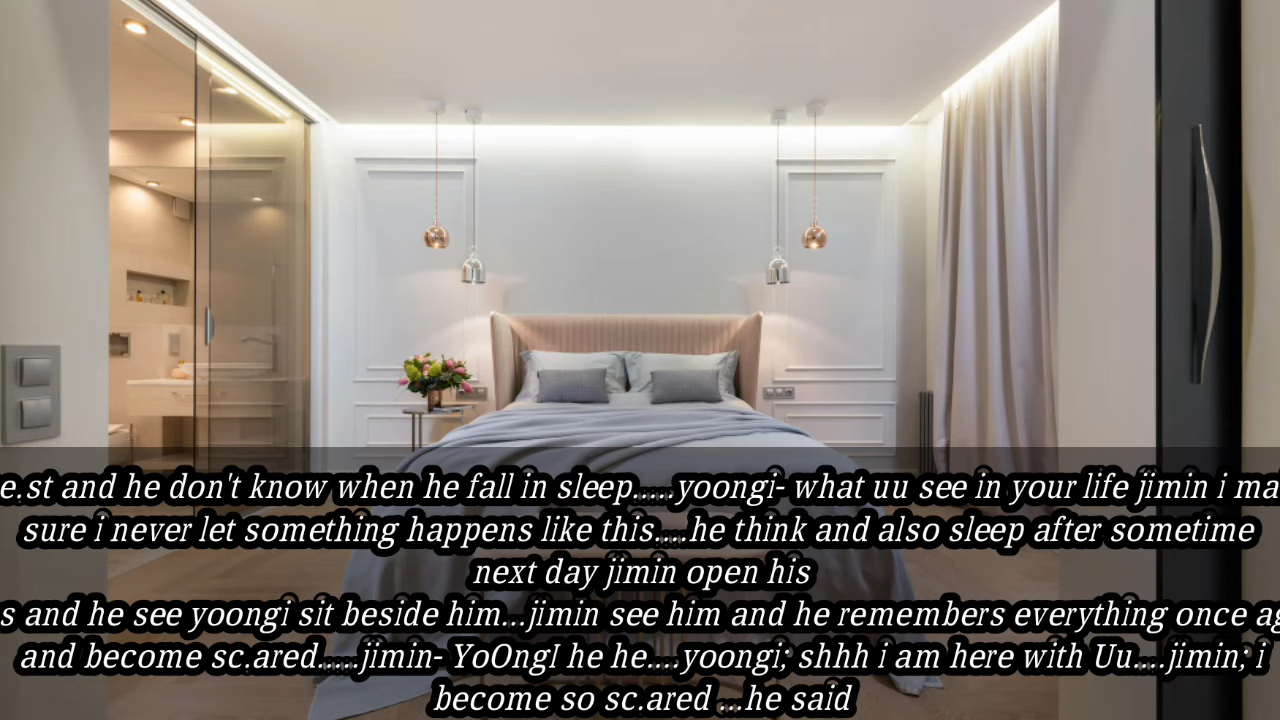 e.st and he don't know when he fall in sleep.....yoongi- what uu see in your life jimin i ma
sure i never let something happens like this....he think and also sleep after sometime
next day jimin open his
s and he see yoongi sit beside him...jimin see him and he remembers everything once ag
and become sc.ared.....jimin- YoOngI he he....yoongi; shhh i am here with Uu....jimin; i
become so sc.ared ...he said